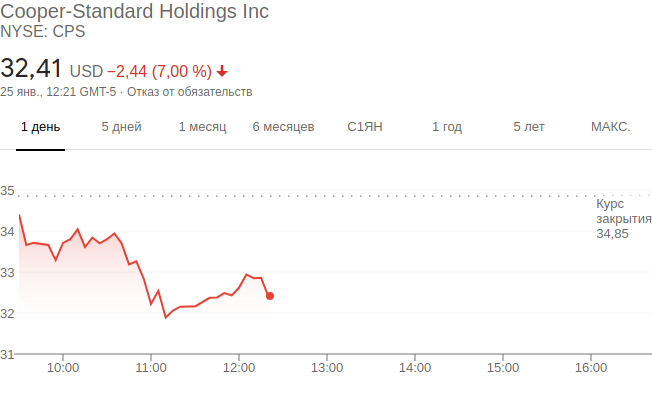 Cooper-Standard Holdings Inc
NYSE: CPS
32,41 USD −2,44 (7,00 %)
25 янв., 12:21 GMT-5 · Отказ от обязательств
1 день 5 дней 1 месяц 6 месяцев С1ЯН 1 год 5 лет МАКС.
35
Курс
закрытия
34,85
34
33
32
31
10:00 11:00 12:00 13:00 14:00 15:00 16:00